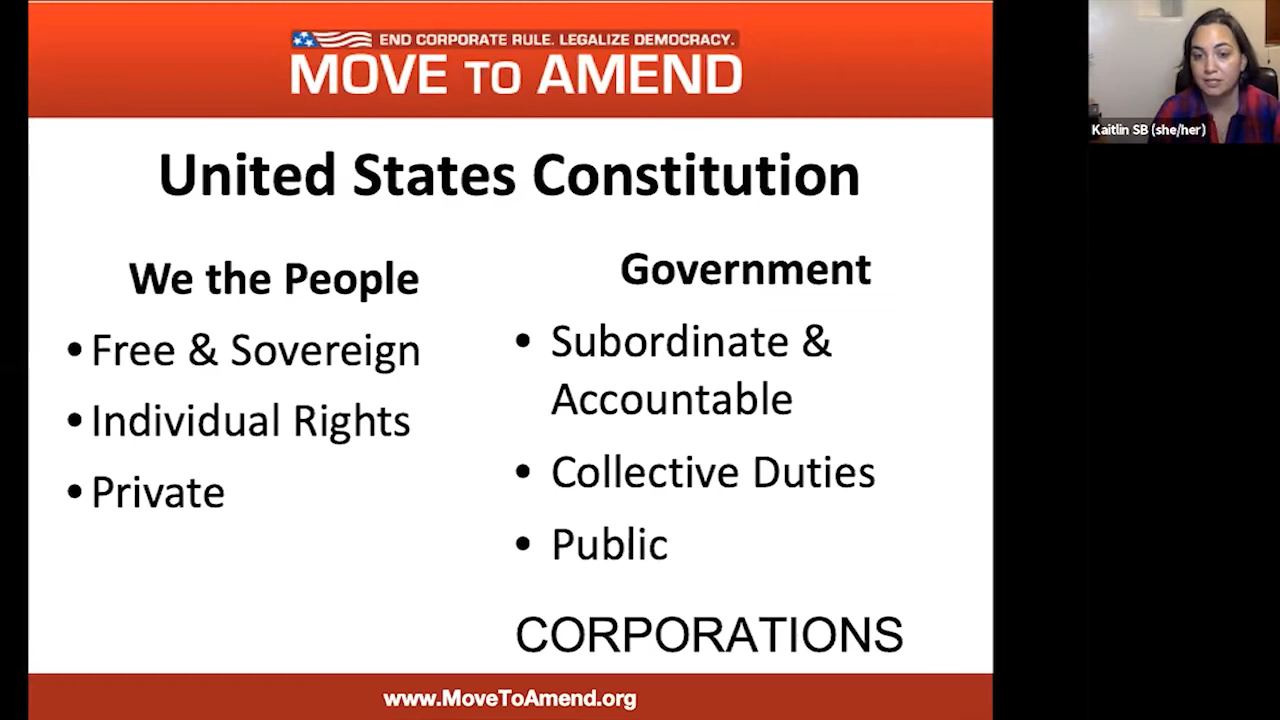 END CORPORATE RULE. LEGALIZE DEMOCRACY.
MOVE TO AMEND
United States Constitution
We the People
• Free & Sovereign
• Individual Rights
• Private
Government
• Subordinate &
Accountable
• Collective Duties
• Public
CORPORATIONS
www.MoveToAmend.org
Kaitlin SB (she/her)